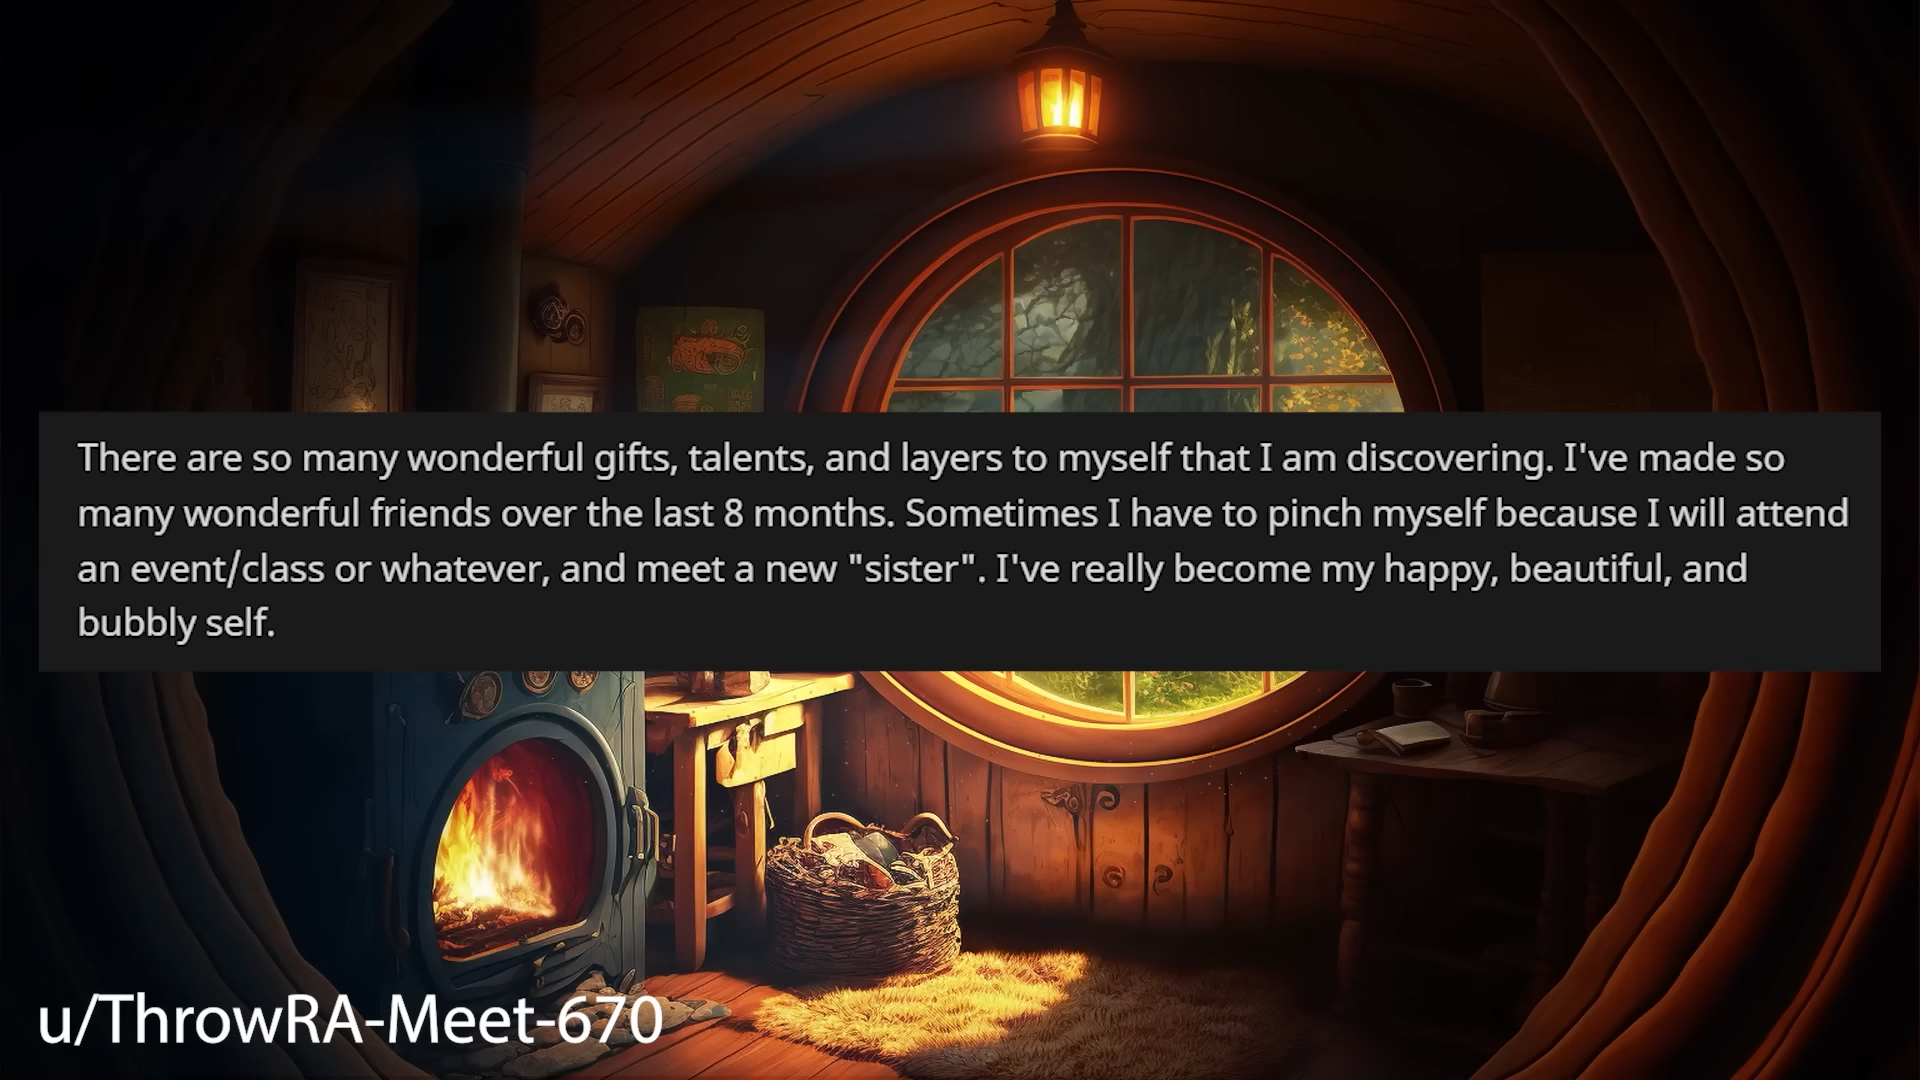 There are so many wonderful gifts, talents, and layers to myself that I am discovering. I've made so
many wonderful friends over the last 8 months. Sometimes I have to pinch myself because I will attend
an event/class or whatever, and meet a new "sister". I've really become my happy, beautiful, and
bubbly self.
u/ThrowRA-Meet-670